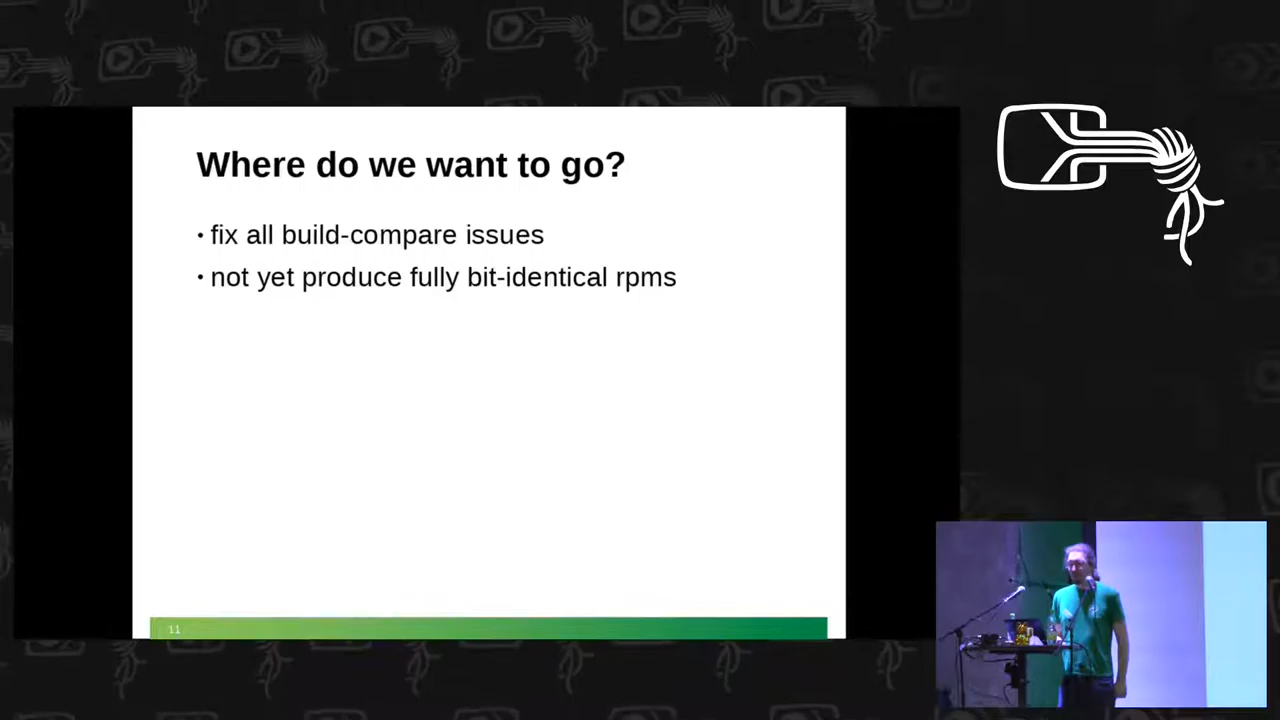 Where do we want to go?
• fix all build-compare issues
• not yet produce fully bit-identical rpms
11